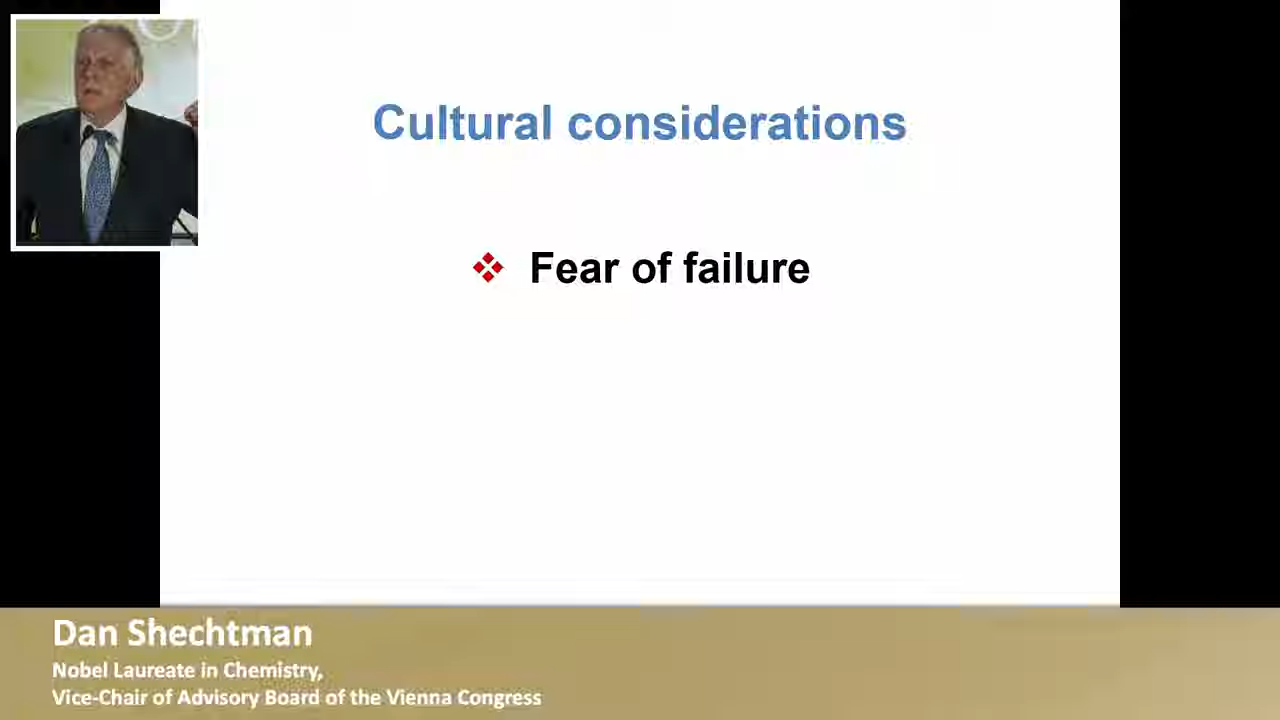 Cultural considerations
❖ Fear of failure
Dan Shechtman
Nobel Laureate in Chemistry,
Vice-Chair of Advisory Board of the Vienna Congress